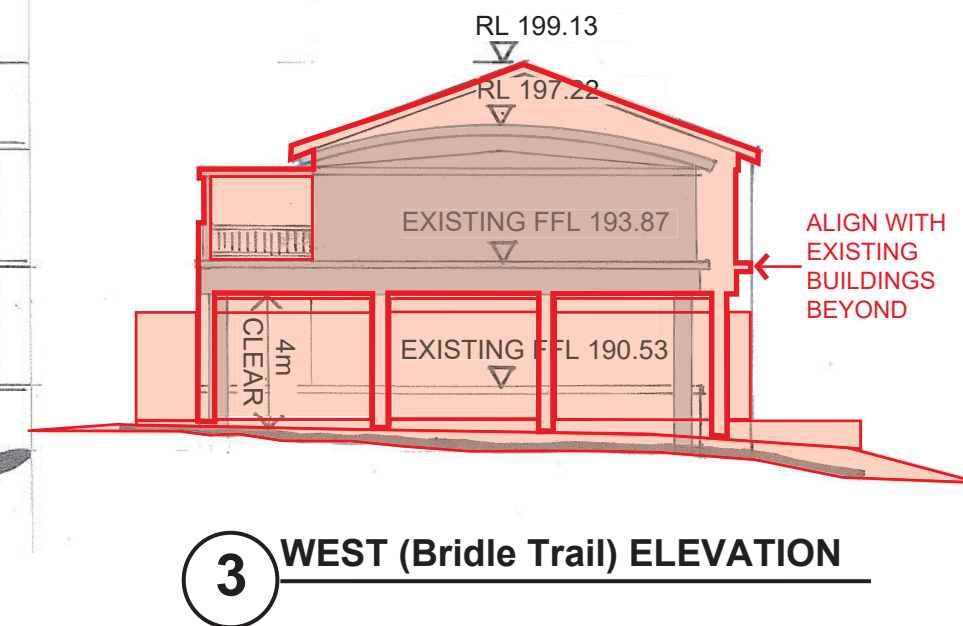 RL 199.13
RL 197.22
EXISTING FFL 193.87
ALIGN WITH
EXISTING
BUILDINGS
BEYOND
4m
CLEAR
EXISTING FFL 190.53
3
WEST (Bridle Trail) ELEVATION